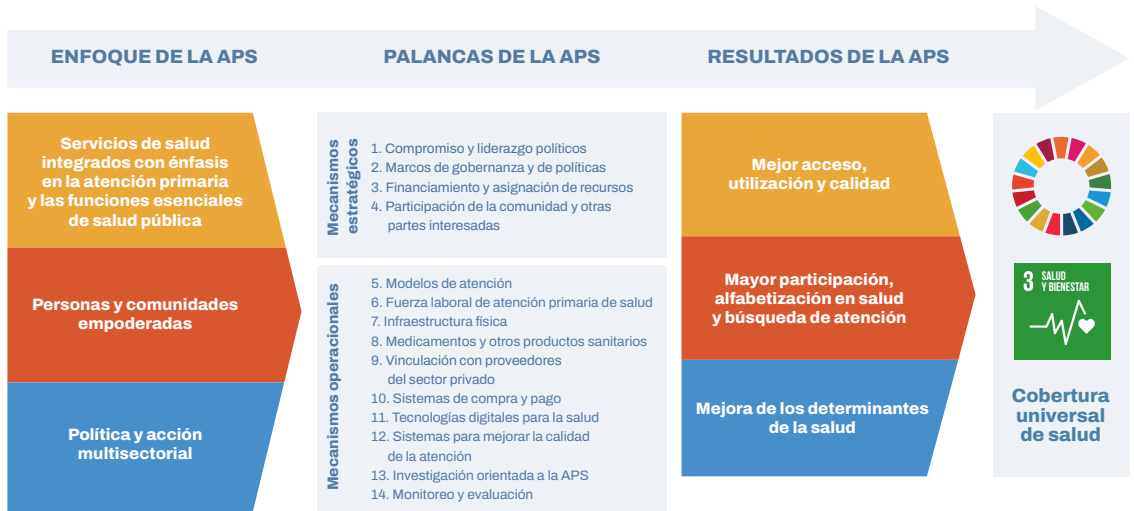 ENFOQUE DE LA APS
PALANCAS DE LA APS
RESULTADOS DE LA APS
Servicios de salud
integrados con énfasis
en la atención primaria
y las funciones esenciales
de salud pública
Personas y comunidades
empoderadas
Política y acción
multisectorial
Mecanismos
estratégicos
1. Compromiso y liderazgo políticos
2. Marcos de gobernanza y de políticas
3. Financiamiento y asignación de recursos
4. Participación de la comunidad y otras
partes interesadas
Mecanismos operacionales
5. Modelos de atención
6. Fuerza laboral de atención primaria de salud
7. Infraestructura física
8. Medicamentos y otros productos sanitarios
9. Vinculación con proveedores
del sector privado
10. Sistemas de compra y pago
11. Tecnologías digitales para la salud
12. Sistemas para mejorar la calidad
de la atención
13. Investigación orientada a la APS
14. Monitoreo y evaluación
Mejor acceso,
utilización y calidad
Mayor participación,
alfabetización en salud
y búsqueda de atención
Mejora de los determinantes
de la salud
3 SALUD
Y BIENESTAR
Cobertura
universal
de salud